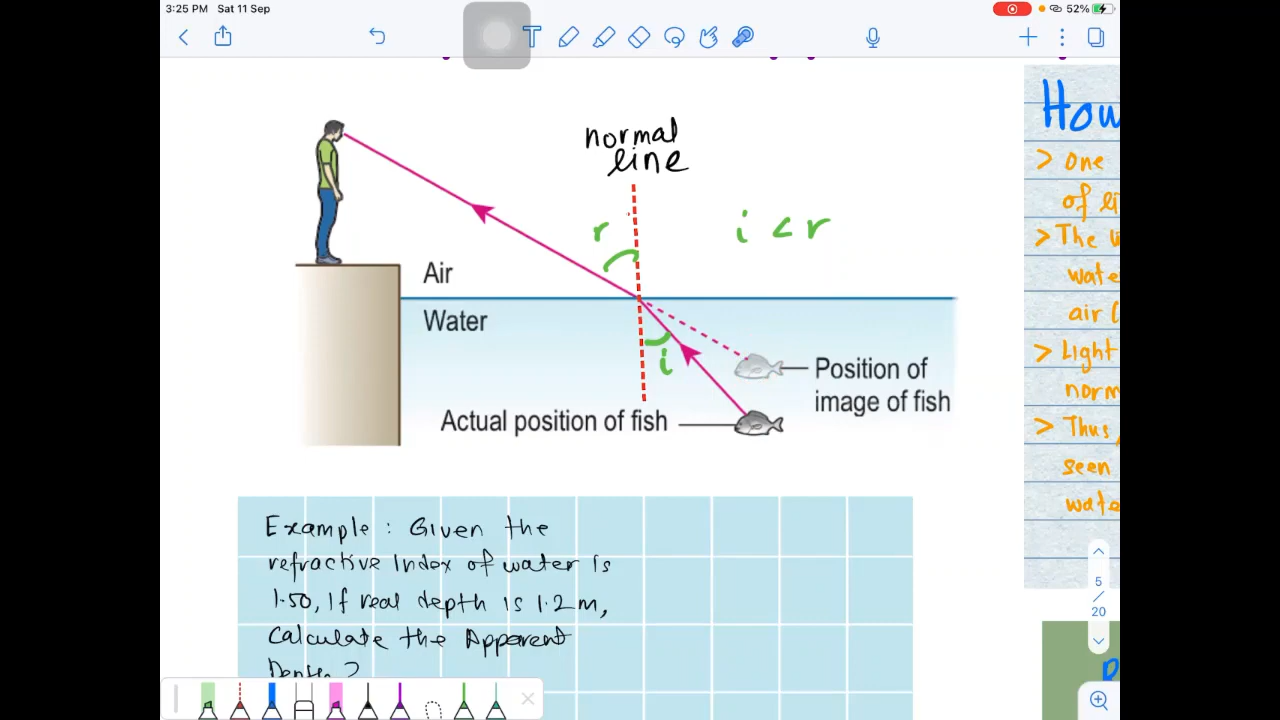 3:25 PM Sat 11 Sep
52%
T
normal
line
r
i < r
Air
Water
i
Position of
image of fish
Actual position of fish
Example : Given the
refractive Index of water is
1.50, If real depth is 1.2 m,
Calculate the Apparent
How
> One
of
> The
water
air (
> Light
norm
> Thus,
seen
wate
5
/
20